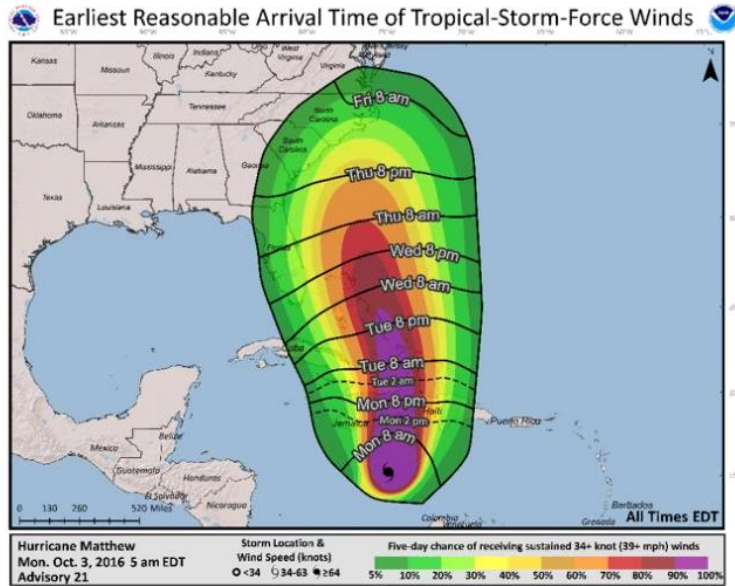 Earliest Reasonable Arrival Time of Tropical-Storm-Force Winds
Kansas
Missouri
Illinois
Indiana
Ohio
West Virginia
Kentucky
Virginia
Oklahoma
Arkansas
Tennessee
North Carolina
South Carolina
Mississippi
Alabama
Georgia
Texas
Louisiana
Florida
Fri 8 am
Thu 8 pm
Thu 8 am
Wed 8 pm
Wed 8 am
Tue 8 pm
Cuba
Tue 8 am
Tue 2 am
Mon 8 pm
Haiti
Jamaica
Mon 2 pm
Puerto Rico
Mon 8 am
Mexico
Belize
Guatemala
Honduras
El Salvador
Nicaragua
Colombia
Venezuela
Barbados
Grenada
0 130 260 520 Miles
All Times EDT
Hurricane Matthew
Mon. Oct. 3, 2016 5 am EDT
Advisory 21
Storm Location &
Wind Speed (knots)
<34 34-63 ≥64
Five-day chance of receiving sustained 34+ knot (39+ mph) winds
5% 10% 20% 30% 40% 50% 60% 70% 80% 90% 100%